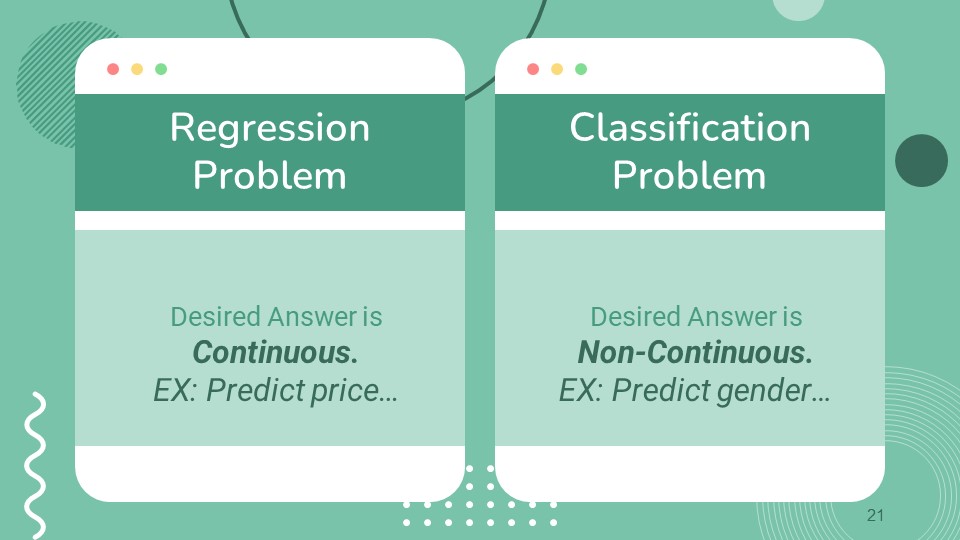 Regression
Problem
Desired Answer is
Continuous.
EX: Predict price...
Classification
Problem
Desired Answer is
Non-Continuous.
EX: Predict gender...
21